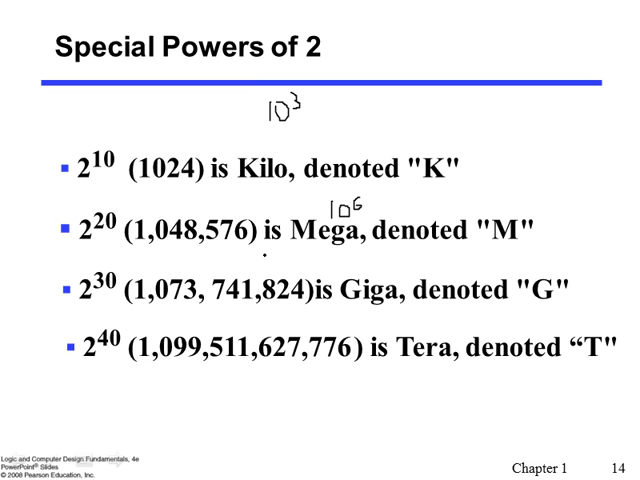 Special Powers of 2
10³
▪ 2¹⁰ (1024) is Kilo, denoted "K"
10⁶
▪ 2²⁰ (1,048,576) is Mega, denoted "M"
▪ 2³⁰ (1,073, 741,824)is Giga, denoted "G"
▪ 2⁴⁰ (1,099,511,627,776) is Tera, denoted “T"
Logic and Computer Design Fundamentals, 4e
PowerPoint® Slides
© 2008 Pearson Education, Inc.
Chapter 1 14